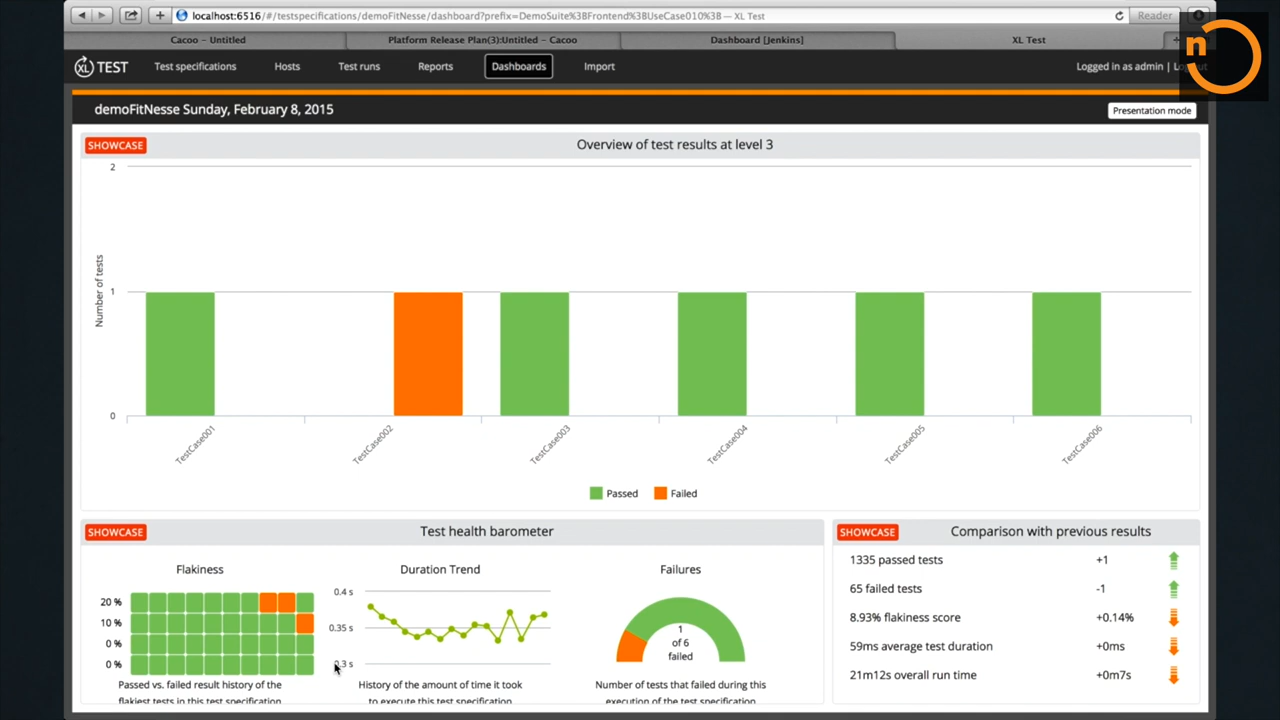 localhost:6516/#/testspecifications/demoFitNesse/dashboard?prefix=DemoSuite%3BFrontend%3BUseCase010%3B — XL Test
Reader
Cacoo – Untitled
Platform Release Plan(3):Untitled – Cacoo
Dashboard [Jenkins]
XL Test
n
XL TEST
Test specifications
Hosts
Test runs
Reports
Dashboards
Import
Logged in as admin |
demoFitNesse Sunday, February 8, 2015
Presentation mode
SHOWCASE
Overview of test results at level 3
2
1
0
Number of tests
TestCase001
TestCase002
TestCase003
TestCase004
TestCase005
TestCase006
Passed
Failed
SHOWCASE
Test health barometer
Flakiness
20 %
10 %
0 %
0 %
Passed vs. failed result history of the
flakiest tests in this test specification
Duration Trend
0.4 s
0.35 s
0.3 s
History of the amount of time it took
to execute this test specification
Failures
1
of 6
failed
Number of tests that failed during this
execution of the test specification
SHOWCASE
Comparison with previous results
1335 passed tests +1
65 failed tests -1
8.93% flakiness score +0.14%
59ms average test duration +0ms
21m12s overall run time +0m7s